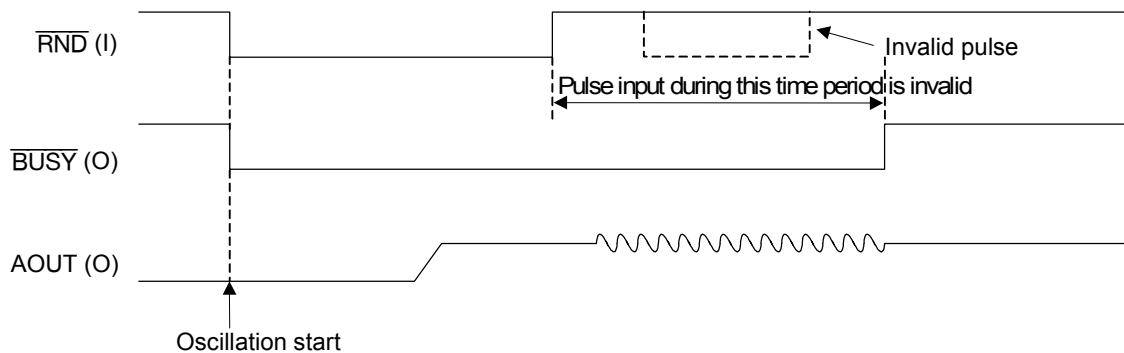 RND (I)
Invalid pulse
Pulse input during this time period is invalid
BUSY (O)
AOUT (O)
Oscillation start